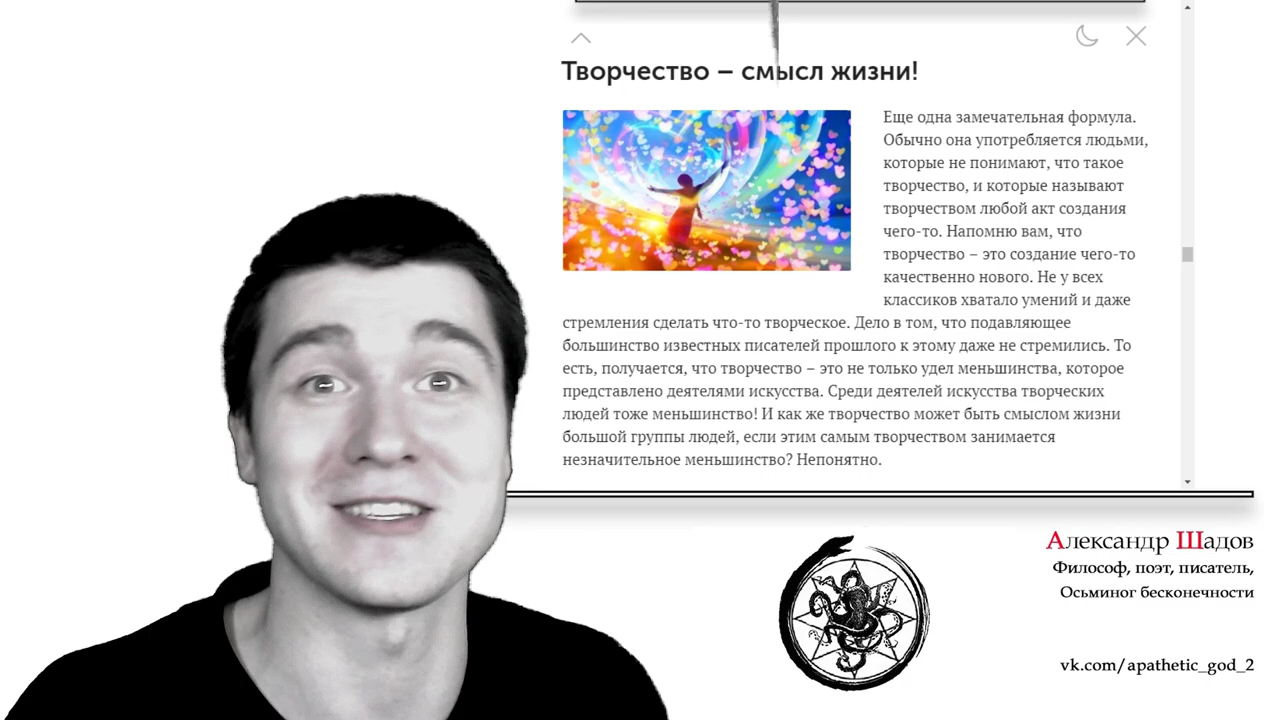 Творчество – смысл жизни!
Еще одна замечательная формула.
Обычно она употребляется людьми,
которые не понимают, что такое
творчество, и которые называют
творчеством любой акт создания
чего-то. Напомню вам, что
творчество – это создание чего-то
качественно нового. Не у всех
классиков хватало умений и даже
стремления сделать что-то творческое. Дело в том, что подавляющее
большинство известных писателей прошлого к этому даже не стремились. То
есть, получается, что творчество – это не только удел меньшинства, которое
представлено деятелями искусства. Среди деятелей искусства творческих
людей тоже меньшинство! И как же творчество может быть смыслом жизни
большой группы людей, если этим самым творчеством занимается
незначительное меньшинство? Непонятно.
Александр Шадов
Философ, поэт, писатель,
Осьминог бесконечности
vk.com/apathetic_god_2